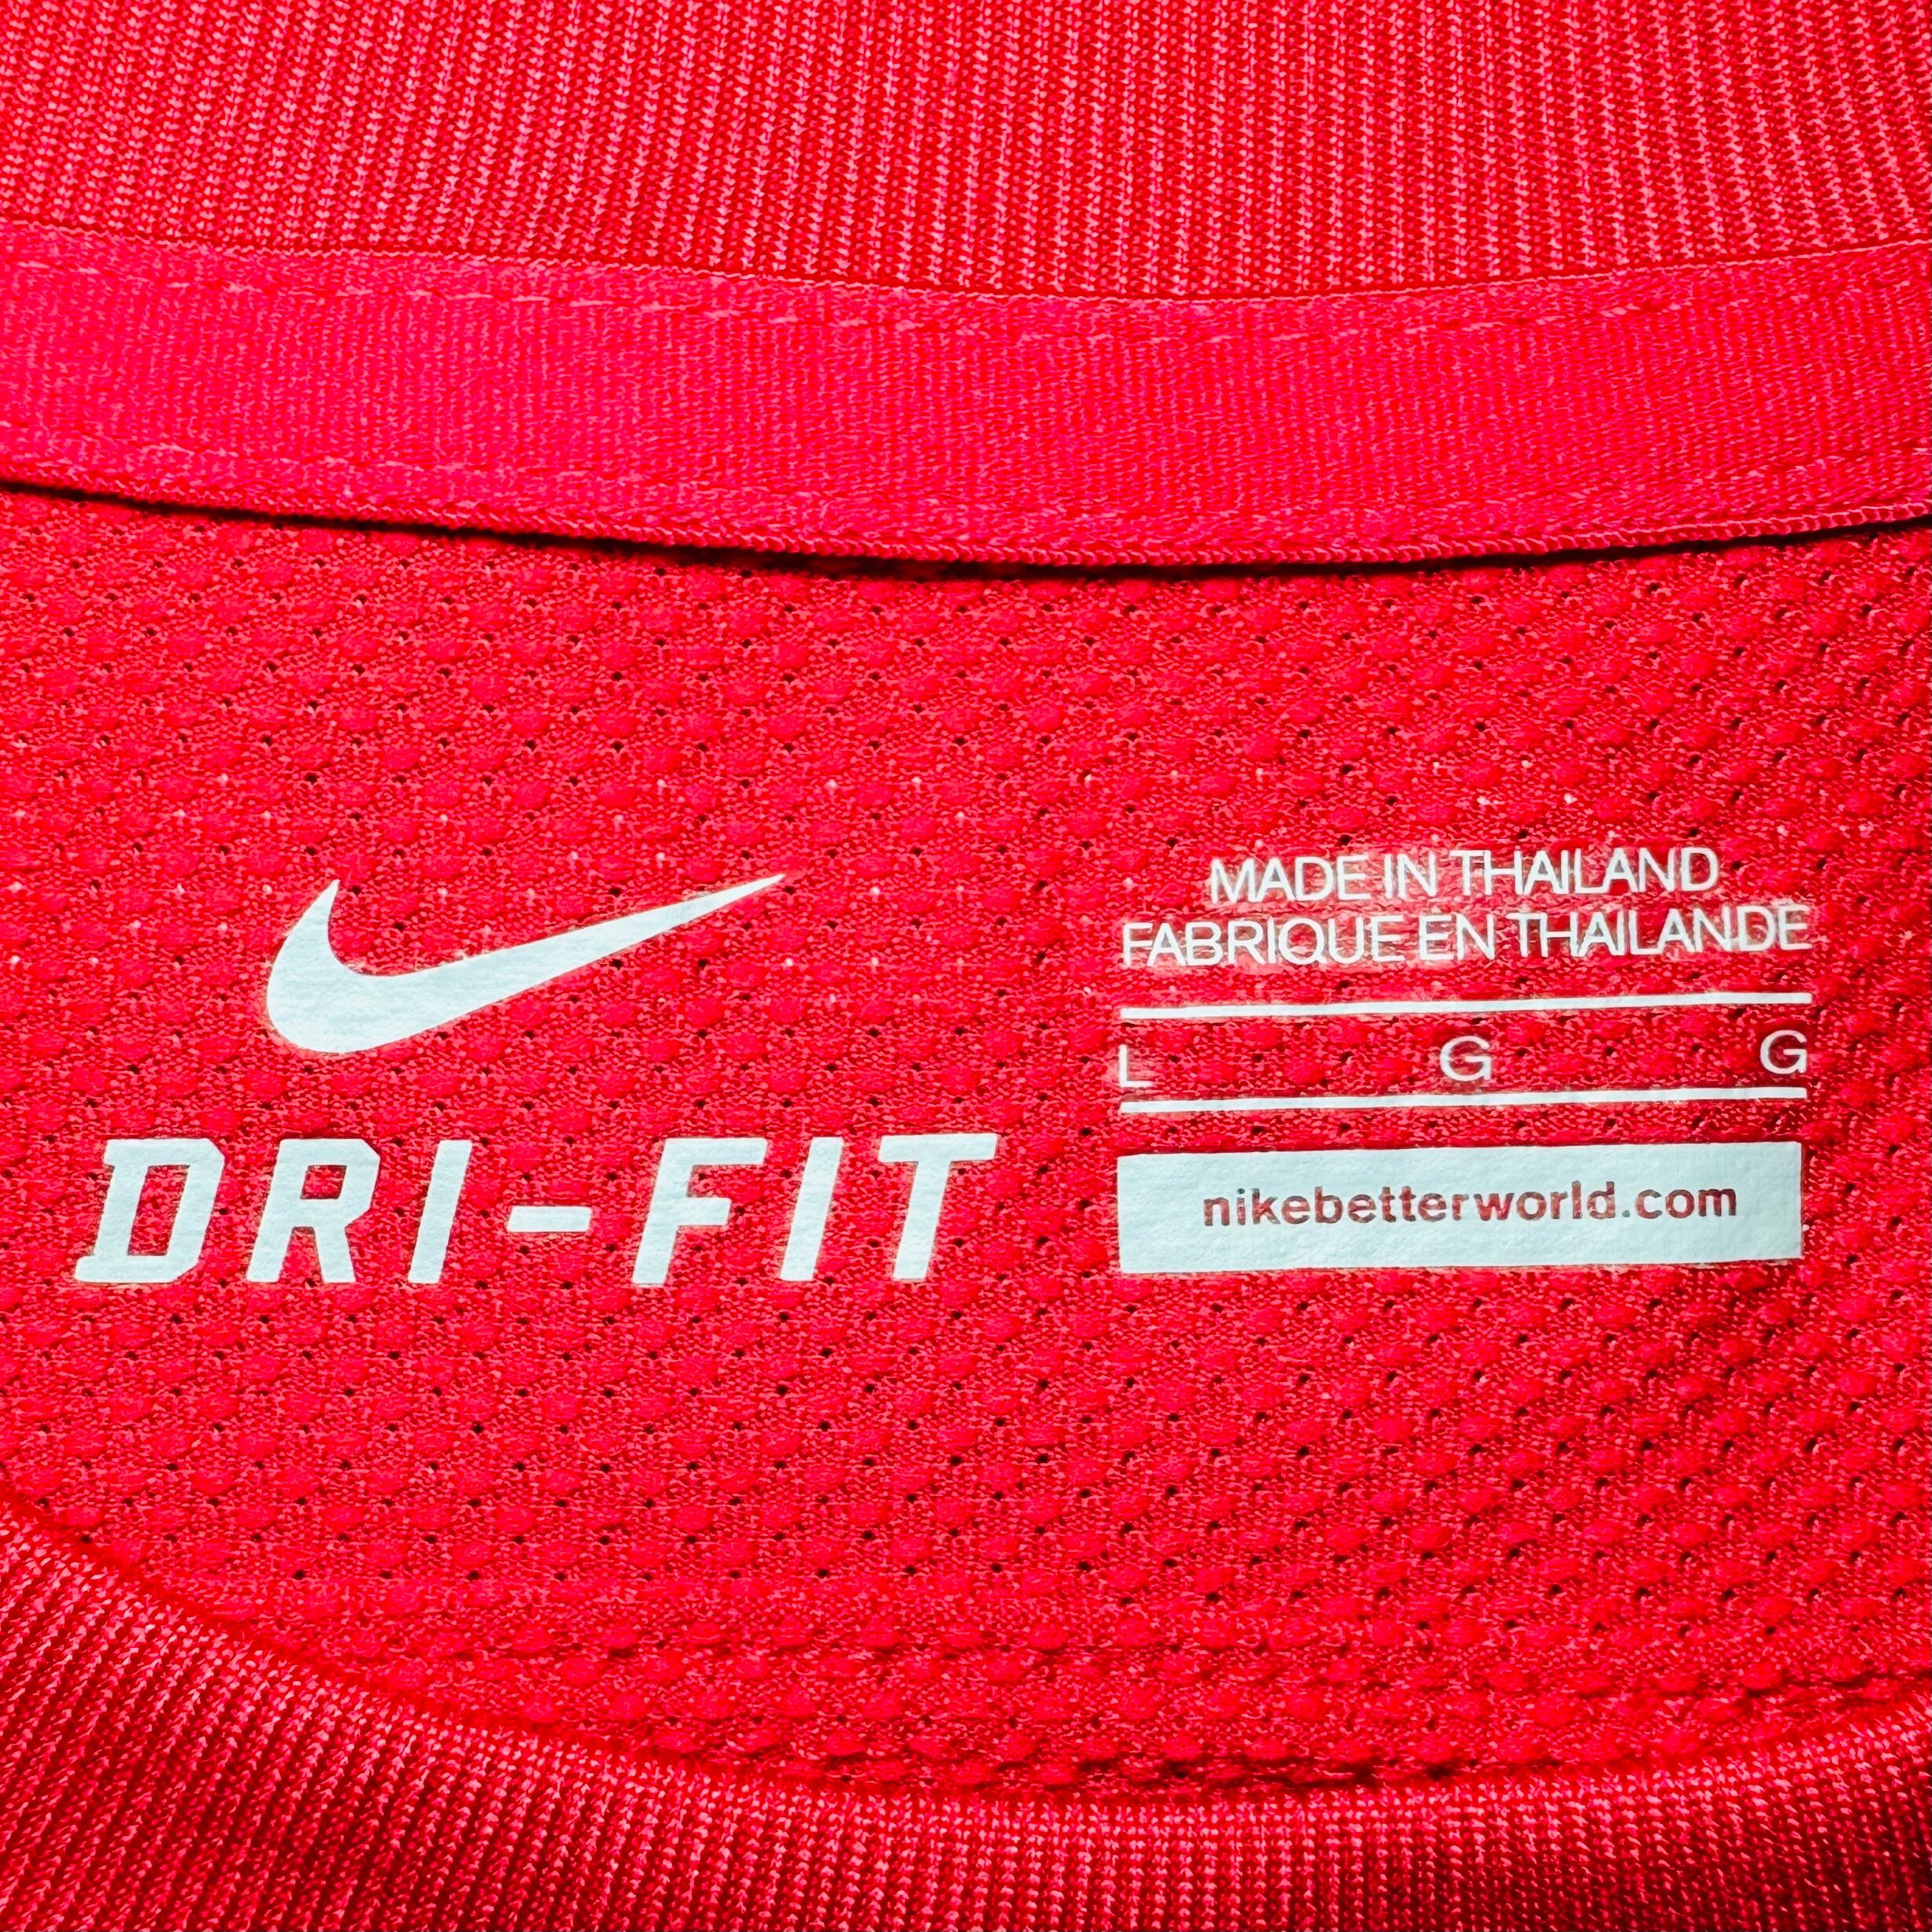 DRI-FIT
MADE IN THAILAND
FABRIQUE EN THAILANDE
L G G
nikebetterworld.com